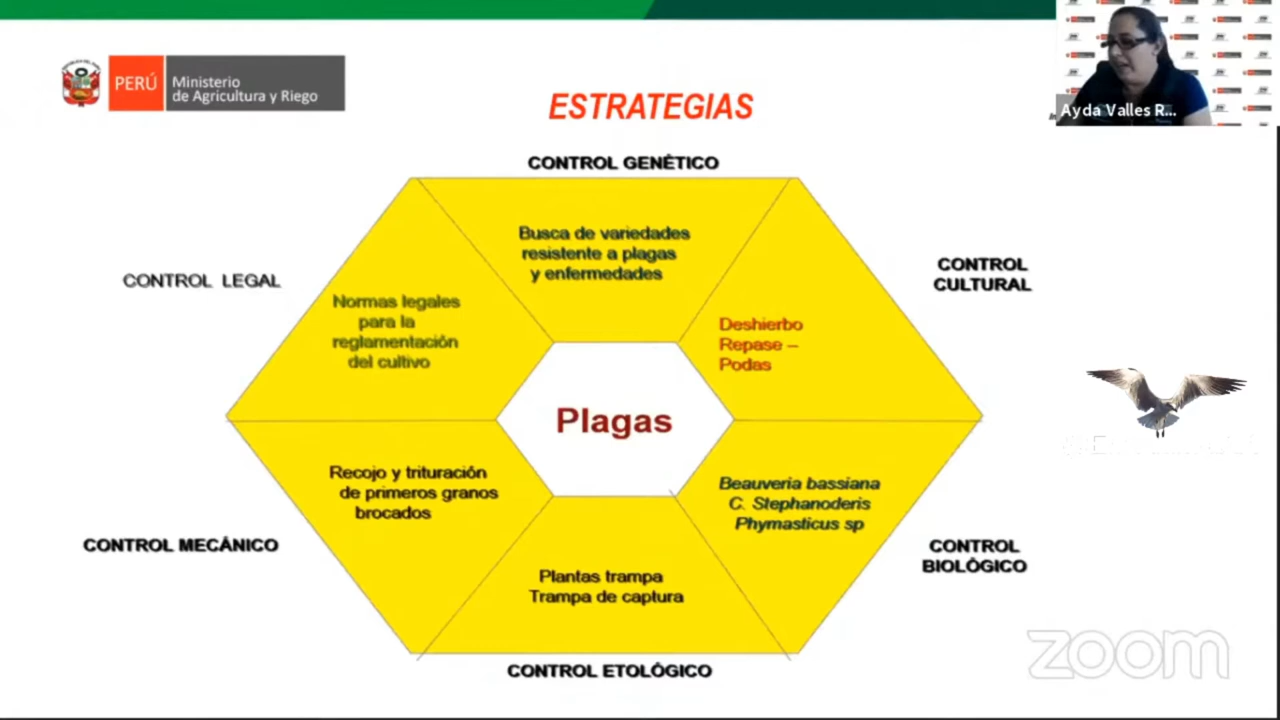 PERÚ
Ministerio
de Agricultura y Riego
Ayda Valles R...
ESTRATEGIAS
CONTROL GENÉTICO
Busca de variedades
resistente a plagas
y enfermedades
CONTROL LEGAL
Normas legales
para la
reglamentación
del cultivo
CONTROL
CULTURAL
Deshierbo
Repase –
Podas
Plagas
Recojo y trituración
de primeros granos
brocados
CONTROL MECÁNICO
Beauveria bassiana
C. Stephanoderis
Phymasticus sp
CONTROL
BIOLÓGICO
Plantas trampa
Trampa de captura
CONTROL ETOLÓGICO
zoom